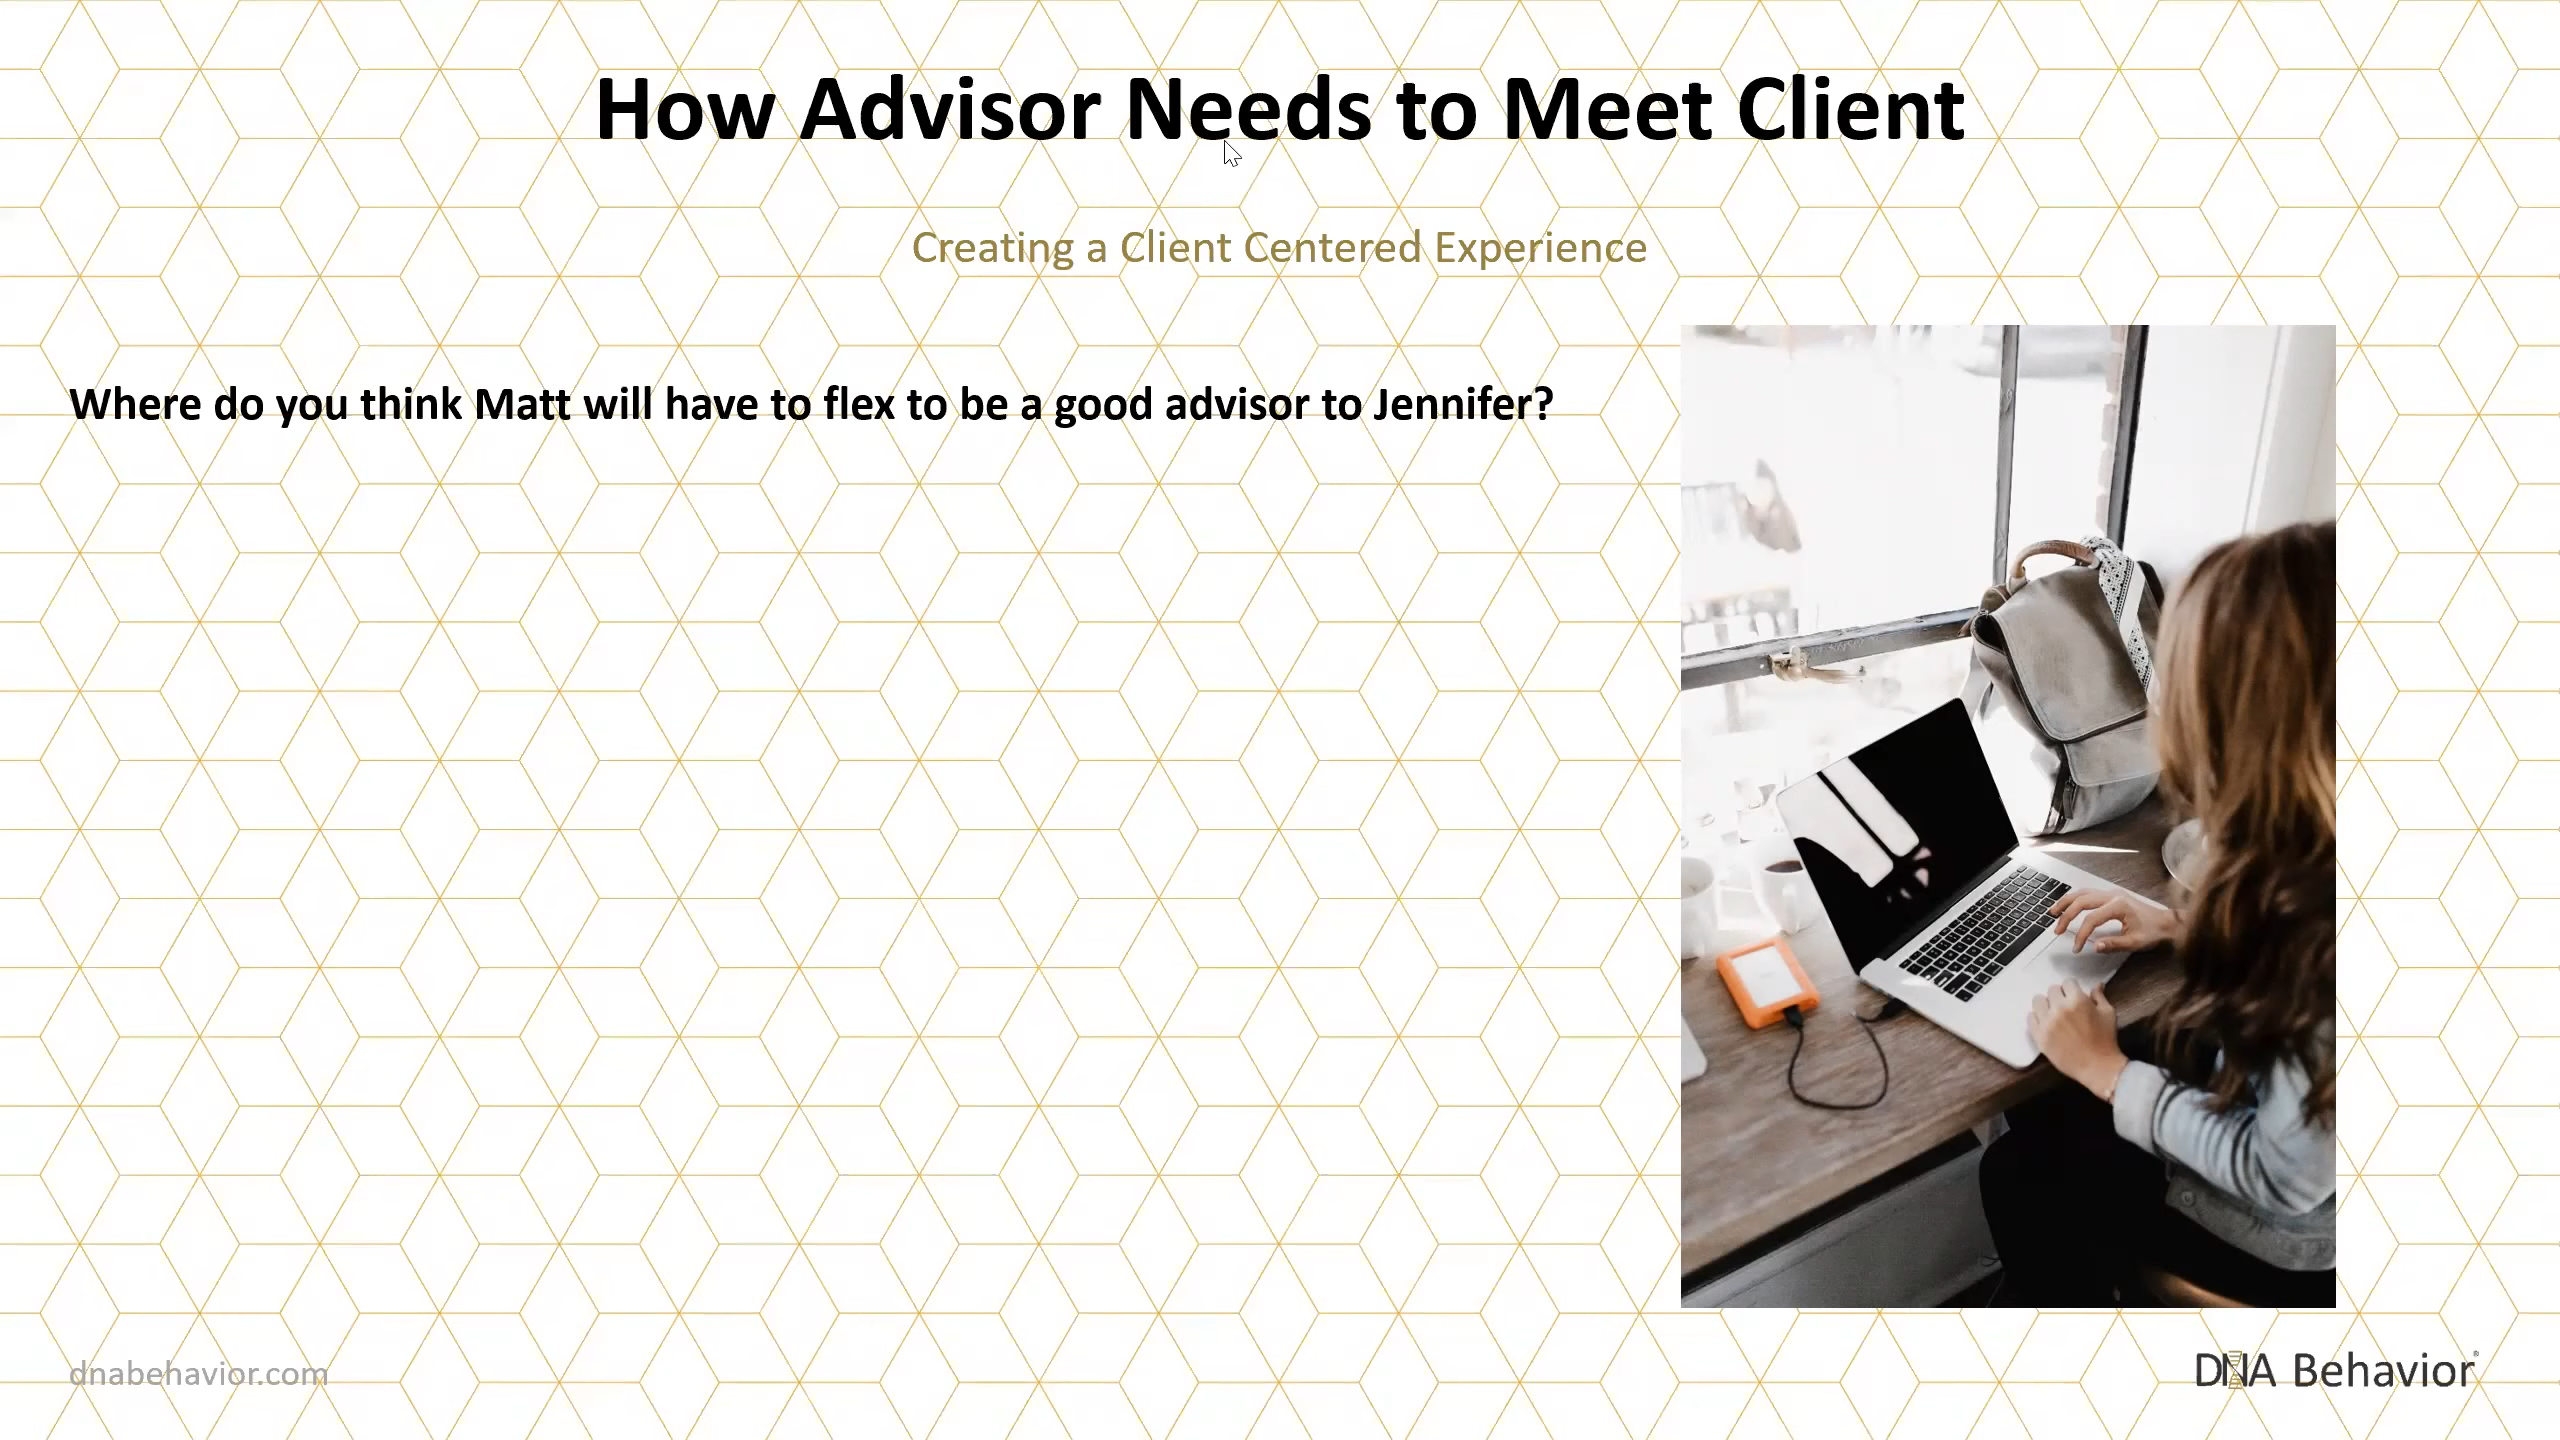 How Advisor Needs to Meet Client
Creating a Client Centered Experience
Where do you think Matt will have to flex to be a good advisor to Jennifer?
dnabehavior.com
DNA Behavior®